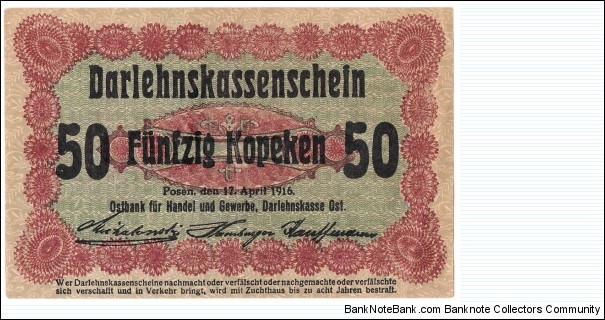 Darlehnskassenschein
50 Fünfzig Kopeken 50
Posen, den 17. April 1916.
Ostbank für Handel und Gewerbe, Darlehnskasse Ost.
Wer Darlehnskassenscheine nachmacht oder verfälscht oder nachgemachte oder verfälschte
sich verschafft und in Verkehr bringt, wird mit Zuchthaus bis zu acht Jahren bestraft.
BankNoteBank.com -Banknote Collectors Community